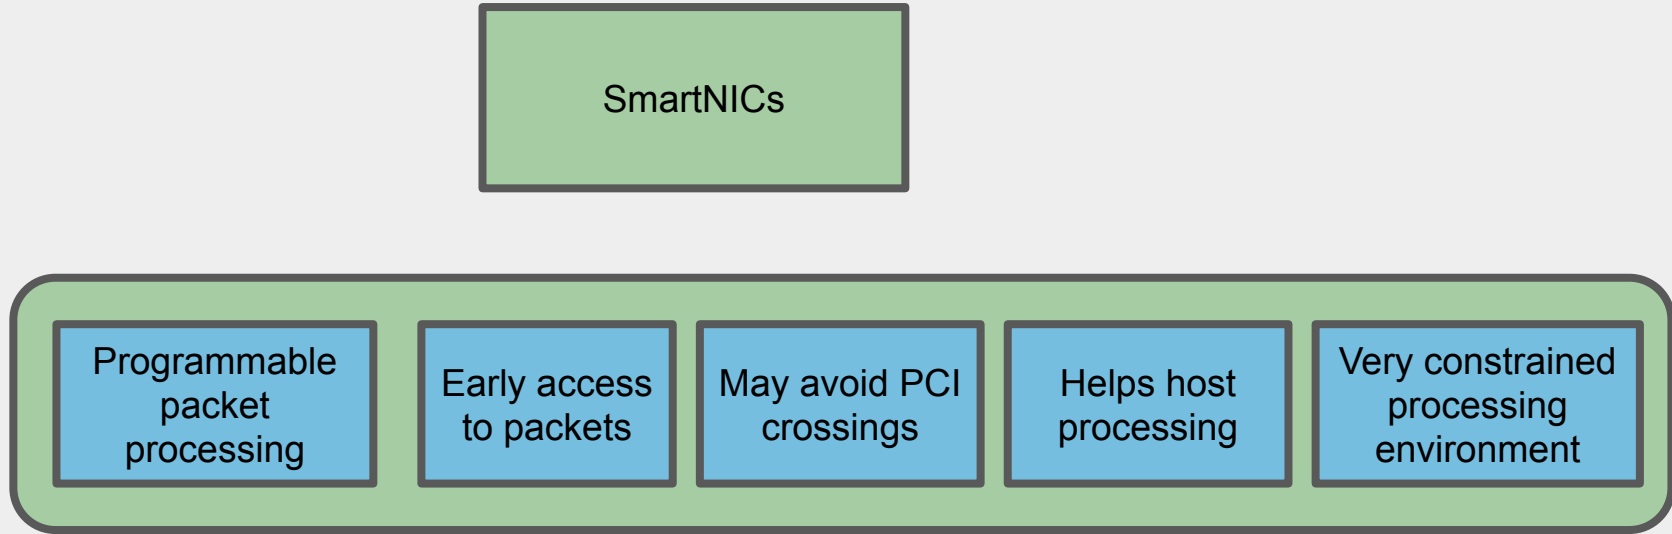 SmartNICs
Programmable
packet
processing
Early access
to packets
May avoid PCI
crossings
Helps host
processing
Very constrained
processing
environment